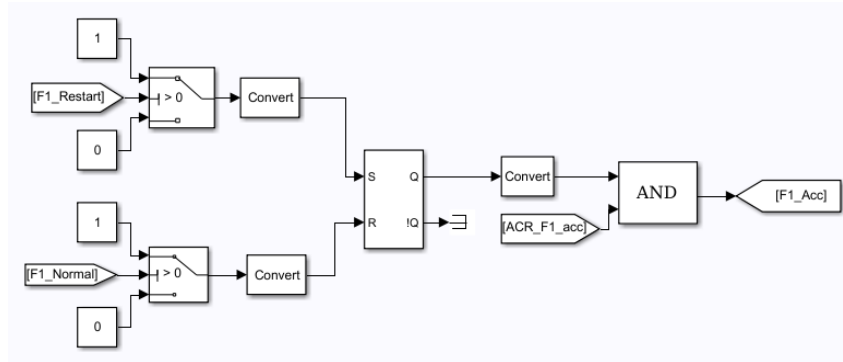 1
[F1_Restart]
> 0
Convert
0
S
Q
Convert
AND
[F1_Acc]
R
!Q
[ACR_F1_acc]
1
[F1_Normal]
> 0
Convert
0